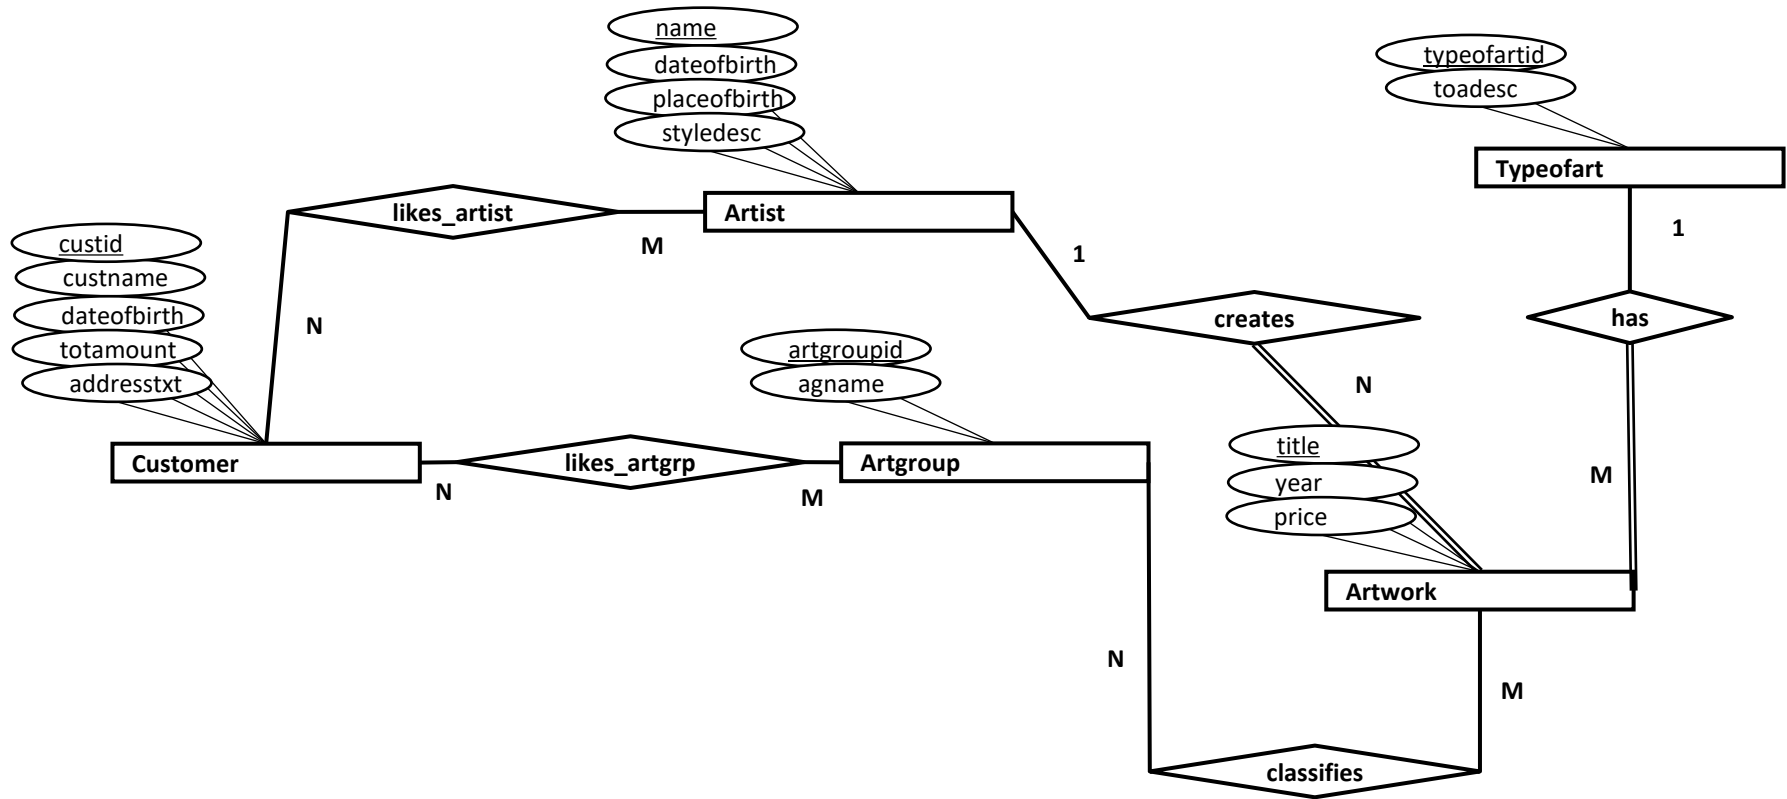 name
dateofbirth
placeofbirth
styledesc
typeofartid
toadesc
Typeofart
likes_artist
Artist
M
1
1
custid
custname
dateofbirth
totamount
addresstxt
N
creates
has
artgroupid
agname
N
title
year
price
M
Customer
N
likes_artgrp
M
Artgroup
Artwork
N
M
classifies